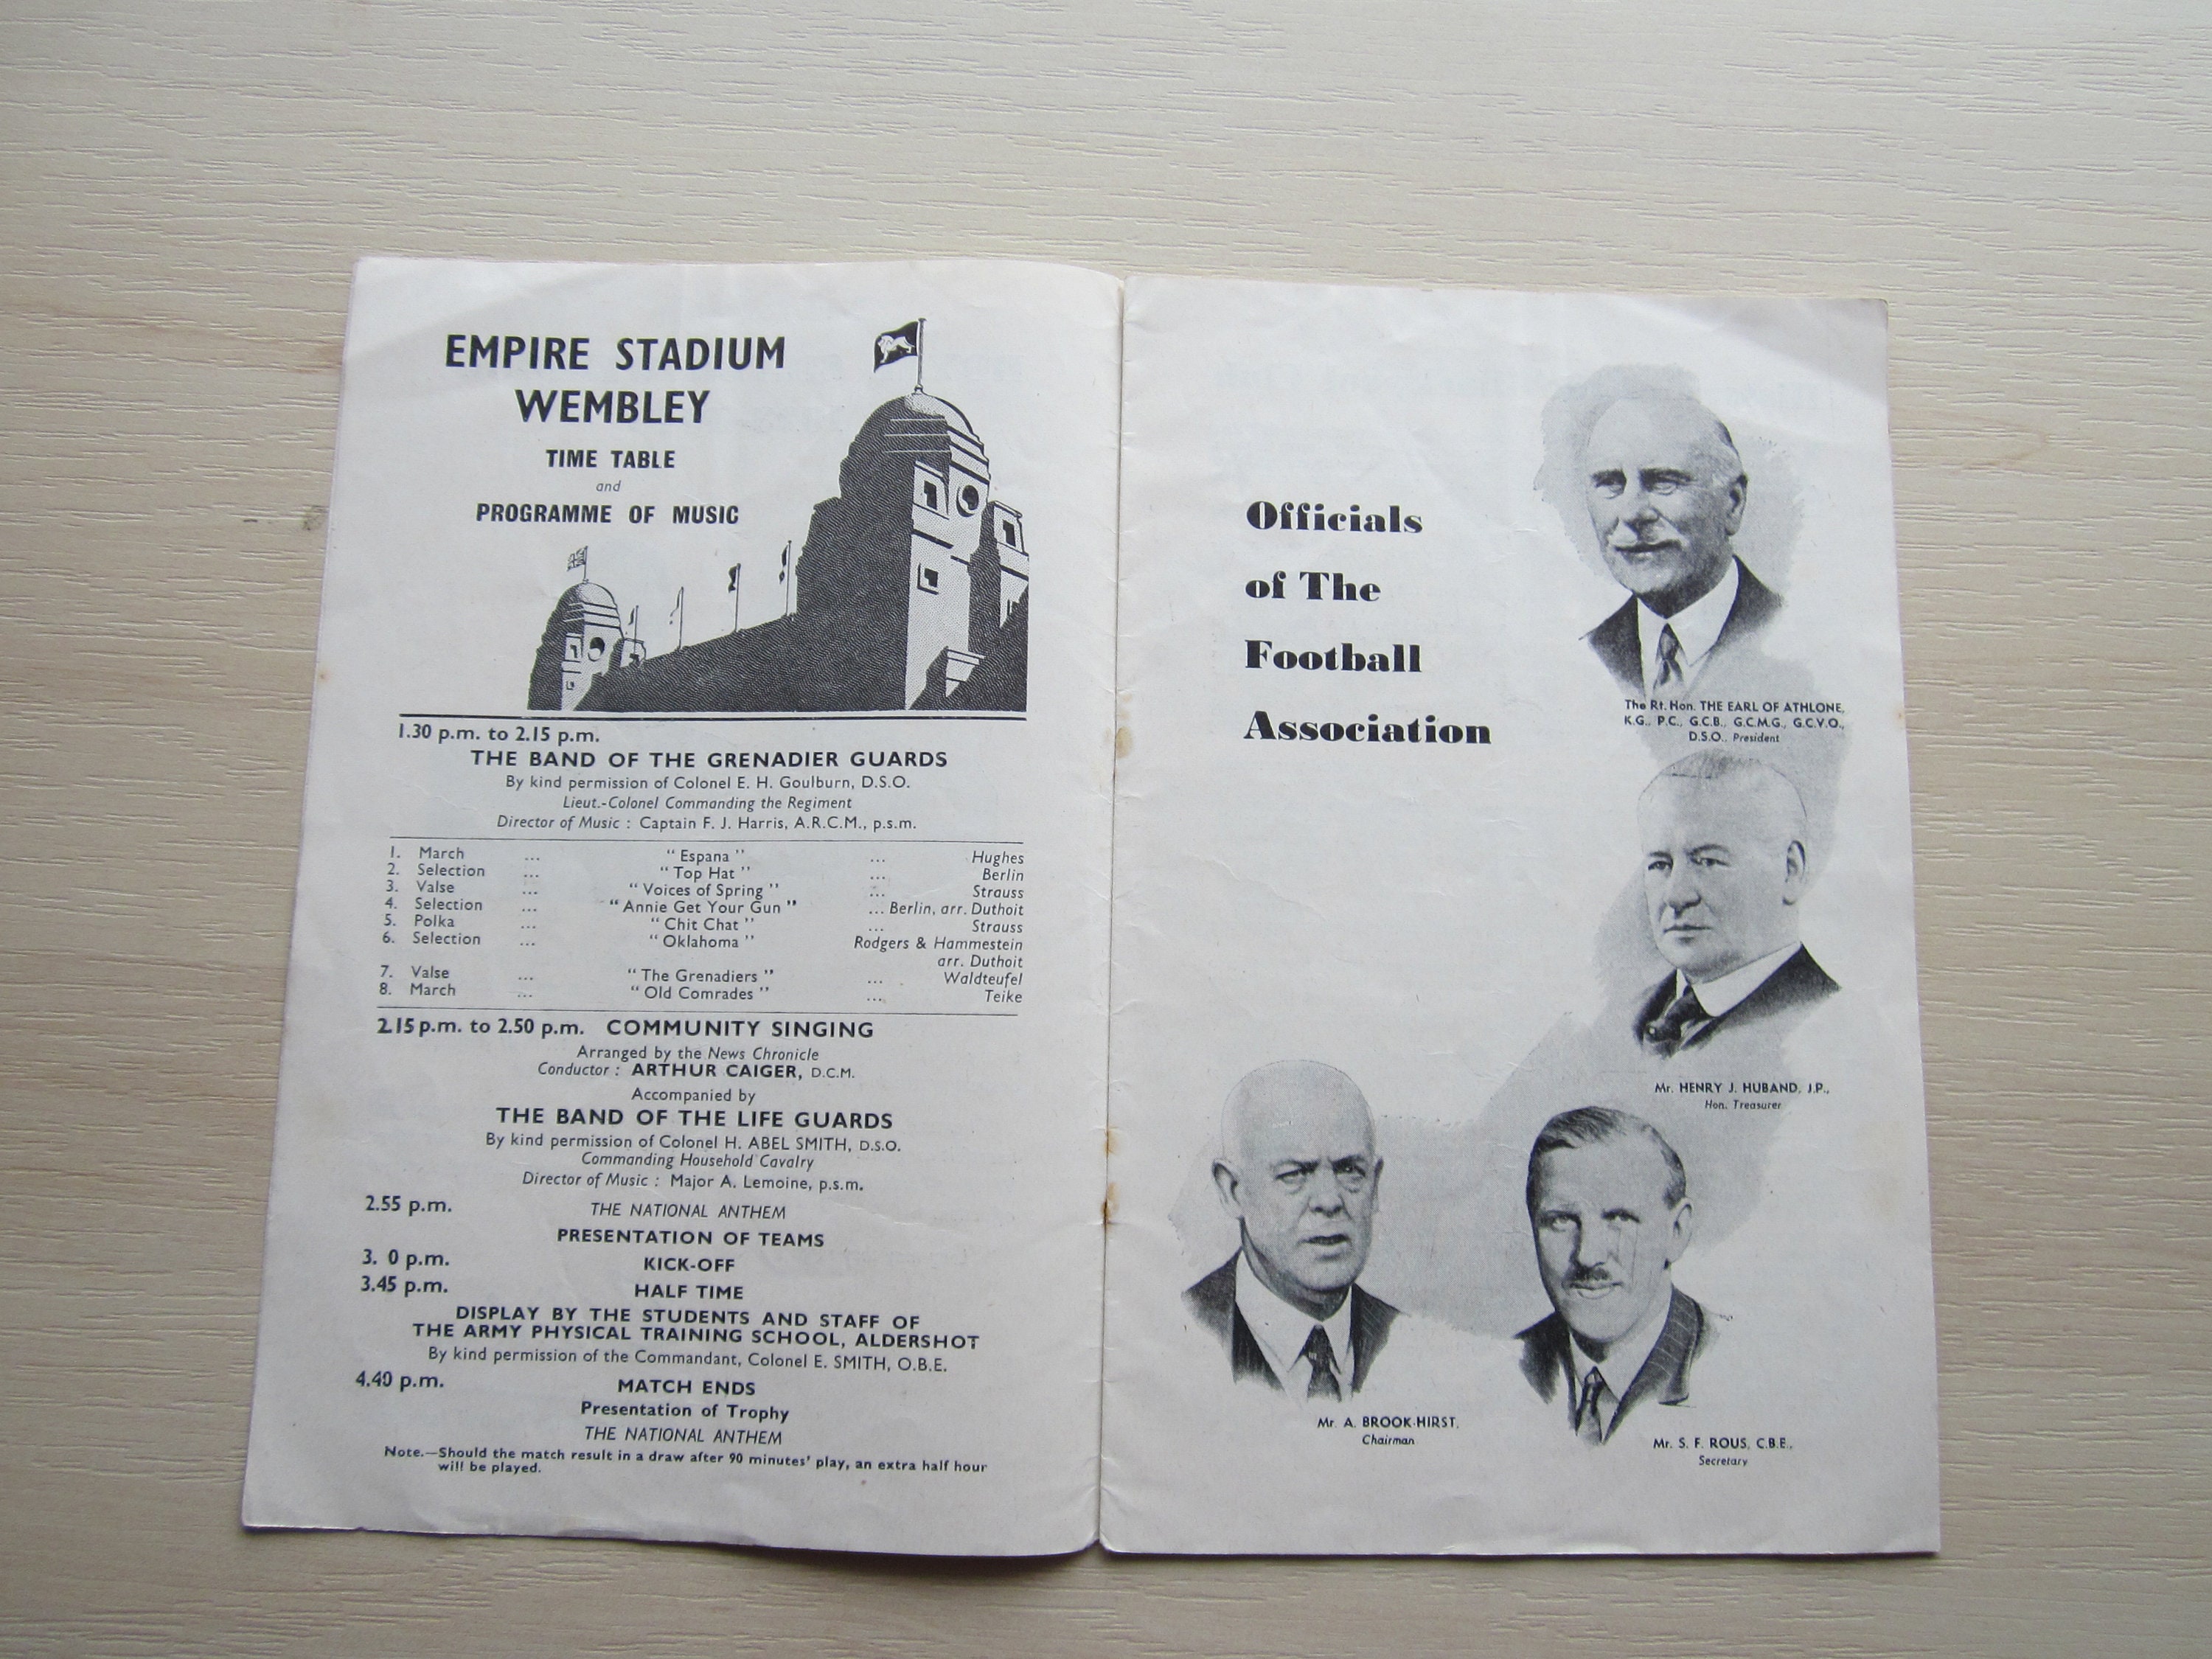 EMPIRE STADIUM
WEMBLEY
TIME TABLE
and
PROGRAMME OF MUSIC
1.30 p.m. to 2.15 p.m.
THE BAND OF THE GRENADIER GUARDS
By kind permission of Colonel E. H. Goulburn, D.S.O.
Lieut.-Colonel Commanding the Regiment
Director of Music : Captain F. J. Harris, A.R.C.M., p.s.m.
1. March ... "Espana" ... Hughes
2. Selection ... "Top Hat" ... Berlin
3. Valse ... "Voices of Spring" ... Strauss
4. Selection ... "Annie Get Your Gun" ... Berlin, arr. Duthoit
5. Polka ... "Chit Chat" ... Strauss
6. Selection ... "Oklahoma" Rodgers & Hammestein
arr. Duthoit
7. Valse ... "The Grenadiers" ... Waldteufel
8. March ... "Old Comrades" ... Teike
2.15 p.m. to 2.50 p.m. COMMUNITY SINGING
Arranged by the News Chronicle
Conductor : ARTHUR CAIGER, D.C.M.
Accompanied by
THE BAND OF THE LIFE GUARDS
By kind permission of Colonel H. ABEL SMITH, D.S.O.
Commanding Household Cavalry
Director of Music : Major A. Lemoine, p.s.m.
2.55 p.m. THE NATIONAL ANTHEM
PRESENTATION OF TEAMS
3. 0 p.m. KICK-OFF
3.45 p.m. HALF TIME
DISPLAY BY THE STUDENTS AND STAFF OF
THE ARMY PHYSICAL TRAINING SCHOOL, ALDERSHOT
By kind permission of the Commandant, Colonel E. SMITH, O.B.E.
4.40 p.m. MATCH ENDS
Presentation of Trophy
THE NATIONAL ANTHEM
Note.—Should the match result in a draw after 90 minutes' play, an extra half hour
will be played.
Officials
of The
Football
Association
The Rt. Hon. THE EARL OF ATHLONE,
K.G., P.C., G.C.B., G.C.M.G., G.C.V.O.,
D.S.O., President
Mr. HENRY J. HUBAND, J.P.,
Hon. Treasurer
Mr. A. BROOK-HIRST,
Chairman
Mr. S. F. ROUS, C.B.E.,
Secretary